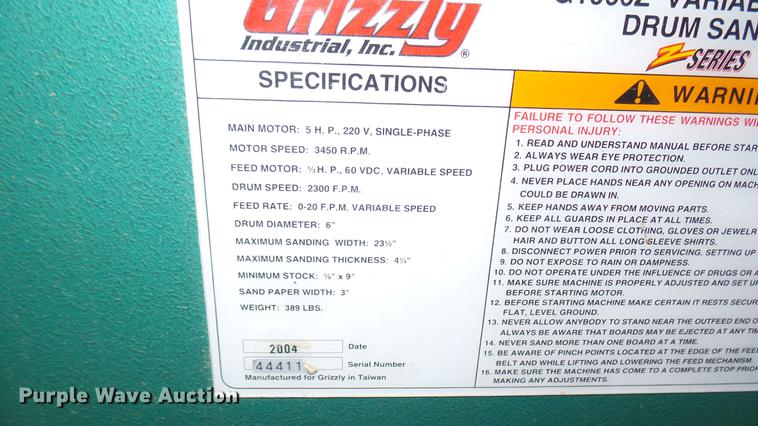 Grizzly
Industrial, Inc.®
DRUM SAN
Z SERIES
SPECIFICATIONS
MAIN MOTOR: 5 H. P., 220 V, SINGLE-PHASE
MOTOR SPEED: 3450 R.P.M.
FEED MOTOR: ⅓ H. P., 60 VDC, VARIABLE SPEED
DRUM SPEED: 2300 F.P.M.
FEED RATE: 0-20 F.P.M. VARIABLE SPEED
DRUM DIAMETER: 6"
MAXIMUM SANDING WIDTH: 23½"
MAXIMUM SANDING THICKNESS: 4¼"
MINIMUM STOCK: ⅛" x 9"
SAND PAPER WIDTH: 3"
WEIGHT: 389 LBS.
2004 Date
44411 Serial Number
Manufactured for Grizzly in Taiwan
WARNI
FAILURE TO FOLLOW THESE WARNINGS WI
PERSONAL INJURY:
1. READ AND UNDERSTAND MANUAL BEFORE STAR
2. ALWAYS WEAR EYE PROTECTION.
3. PLUG POWER CORD INTO GROUNDED OUTLET ONL
4. NEVER PLACE HANDS NEAR ANY OPENING ON MACH
COULD BE DRAWN IN.
5. KEEP HANDS AWAY FROM MOVING PARTS.
6. KEEP ALL GUARDS IN PLACE AT ALL TIMES.
7. DO NOT WEAR LOOSE CLOTHING, GLOVES OR JEWELR
HAIR AND BUTTON ALL LONG SLEEVE SHIRTS.
8. DISCONNECT POWER PRIOR TO SERVICING, SETTING UP
9. DO NOT EXPOSE TO RAIN OR DAMPNESS.
10. DO NOT OPERATE UNDER THE INFLUENCE OF DRUGS OR A
11. MAKE SURE MACHINE IS PROPERLY ADJUSTED AND SET U
BEFORE STARTING MOTOR.
12. BEFORE STARTING MACHINE MAKE CERTAIN IT RESTS SECUR
FLAT, LEVEL GROUND.
13. NEVER ALLOW ANYBODY TO STAND NEAR THE OUTFEED END O
ALWAYS BE AWARE THAT BOARDS MAY BE EJECTED AT ANY TIM
14. NEVER SAND MORE THAN ONE BOARD AT A TIME.
15. BE AWARE OF PINCH POINTS LOCATED AT THE EDGE OF THE FEE
BELT AND WHILE LIFTING AND LOWERING THE FEED MECHANISM.
16. MAKE SURE THE MACHINE HAS COME TO A COMPLETE STOP PRIOR
MAKING ANY ADJUSTMENTS.
Purple Wave Auction